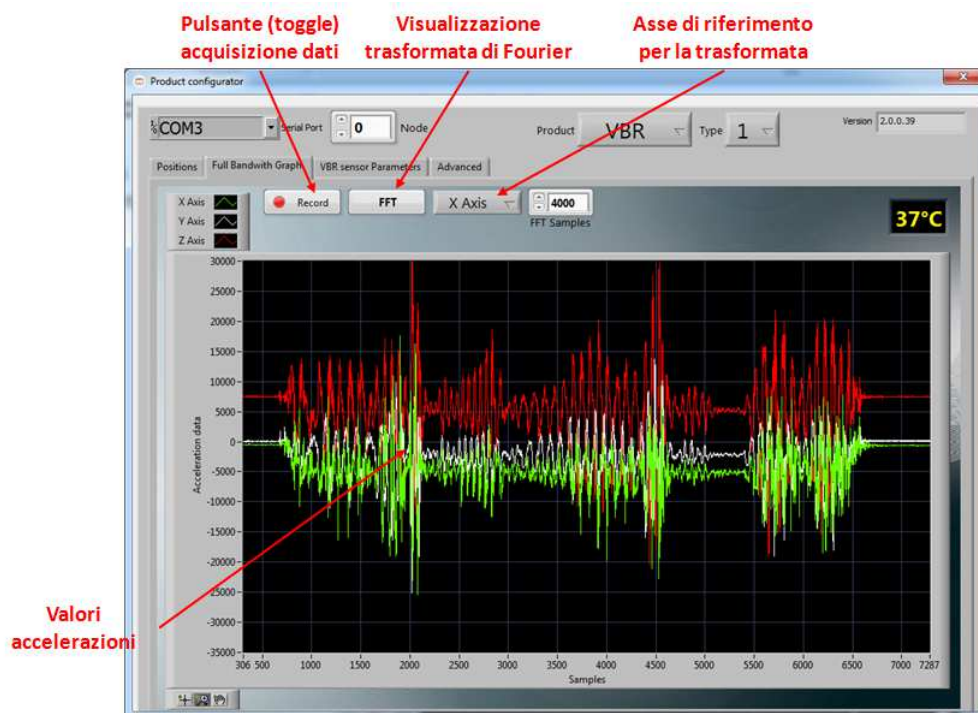 Pulsante (toggle)
acquisizione dati
Visualizzazione
trasformata di Fourier
Asse di riferimento
per la trasformata
Product configurator
COM3
Serial Port
0
Node
Product
VBR
Type
1
Version
2.0.0.39
Positions
Full Bandwith Graph
VBR sensor Parameters
Advanced
X Axis
Y Axis
Z Axis
Record
FFT
X Axis
4000
FFT Samples
37°C
30000
25000
20000
15000
10000
5000
0
-5000
-10000
-15000
-20000
-25000
-30000
-35000
Acceleration data
306 500 1000 1500 2000 2500 3000 3500 4000 4500 5000 5500 6000 6500 7000 7287
Samples
Valori
accelerazioni